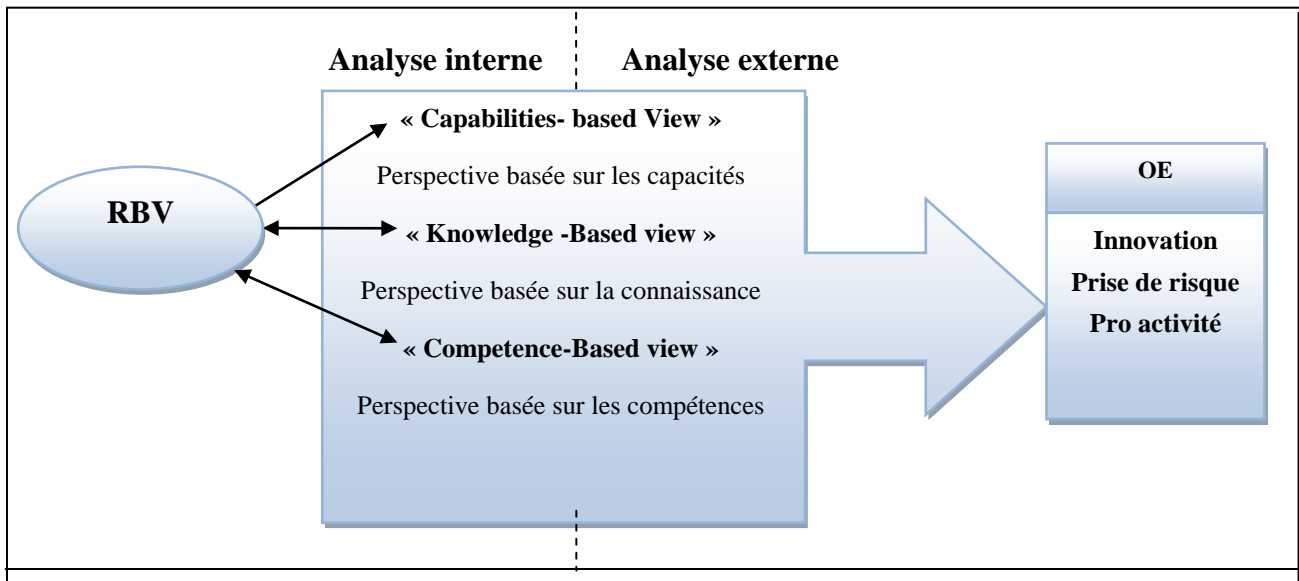 Analyse interne
Analyse externe
« Capabilities- based View »
Perspective basée sur les capacités
RBV
« Knowledge -Based view »
Perspective basée sur la connaissance
« Competence-Based view »
Perspective basée sur les compétences
OE
Innovation
Prise de risque
Pro activité